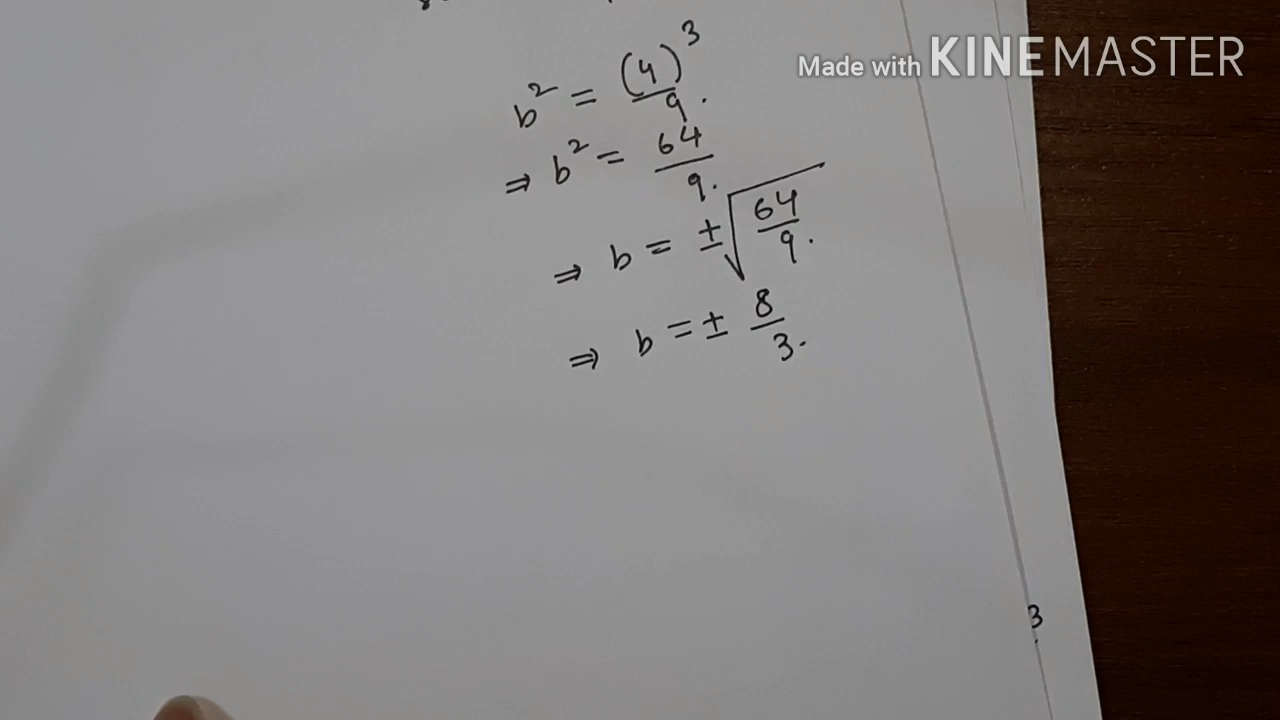 Made with KINEMASTER
b² = (4)³/9.
⇒ b² = 64/9.
⇒ b = ±√(64/9).
⇒ b = ± 8/3.
3